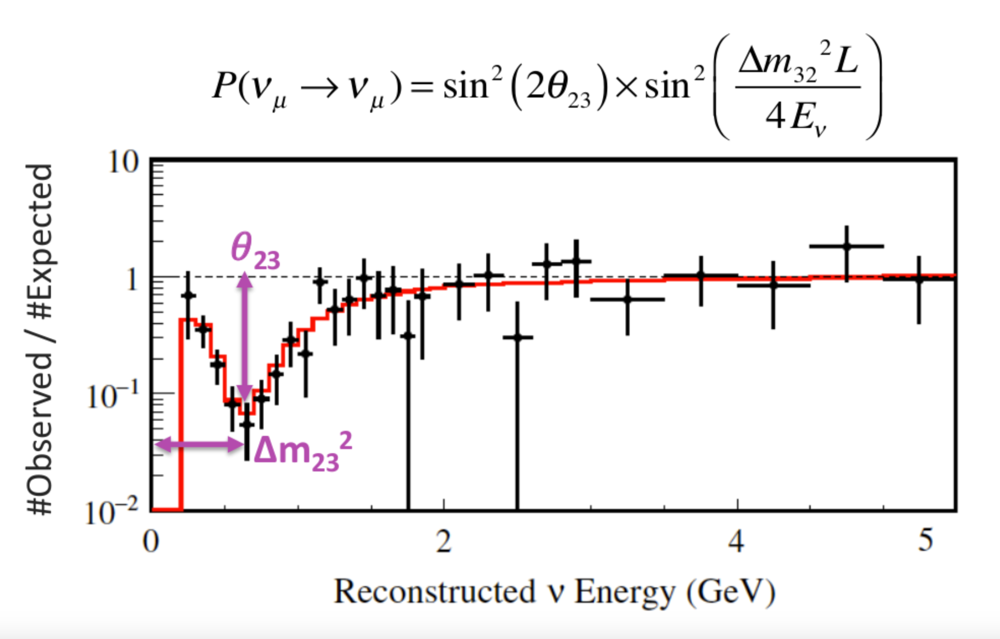 P(ν_μ → ν_μ) = sin²(2θ₂₃) × sin²(Δm₃₂²L / 4E_ν)
#Observed / #Expected
10
1
10⁻¹
10⁻²
θ₂₃
Δm₂₃²
0 2 4 5
Reconstructed ν Energy (GeV)